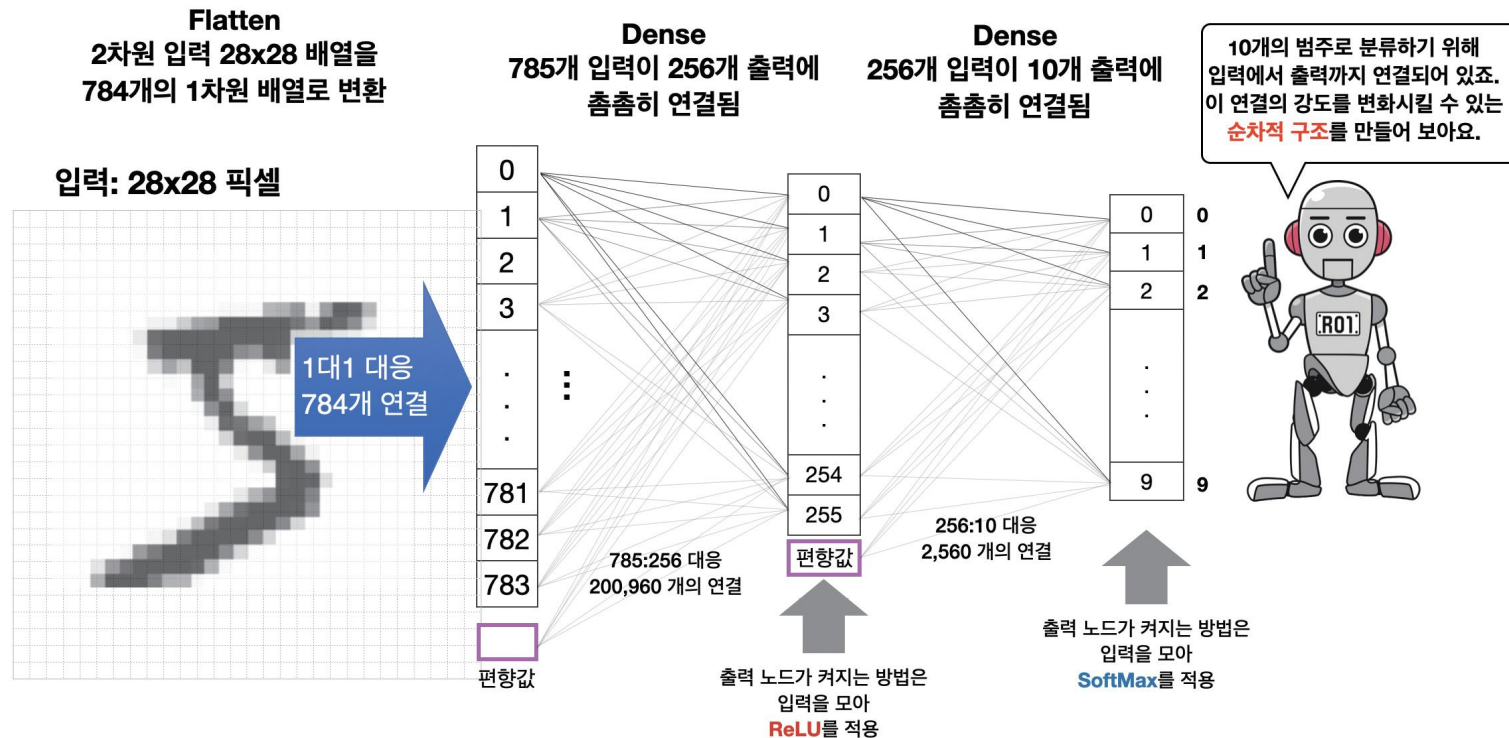 Flatten
2차원 입력 28x28 배열을
784개의 1차원 배열로 변환
Dense
785개 입력이 256개 출력에
촘촘히 연결됨
Dense
256개 입력이 10개 출력에
촘촘히 연결됨
10개의 범주로 분류하기 위해
입력에서 출력까지 연결되어 있죠.
이 연결의 강도를 변화시킬 수 있는
순차적 구조를 만들어 보아요.
입력: 28x28 픽셀
1대1 대응
784개 연결
0
1
2
3
.
.
.
781
782
783
편향값
⋮
785:256 대응
200,960 개의 연결
0
1
2
3
.
.
.
254
255
편향값
출력 노드가 켜지는 방법은
입력을 모아
ReLU를 적용
256:10 대응
2,560 개의 연결
0 0
1 1
2 2
.
.
.
9 9
출력 노드가 켜지는 방법은
입력을 모아
SoftMax를 적용
R01